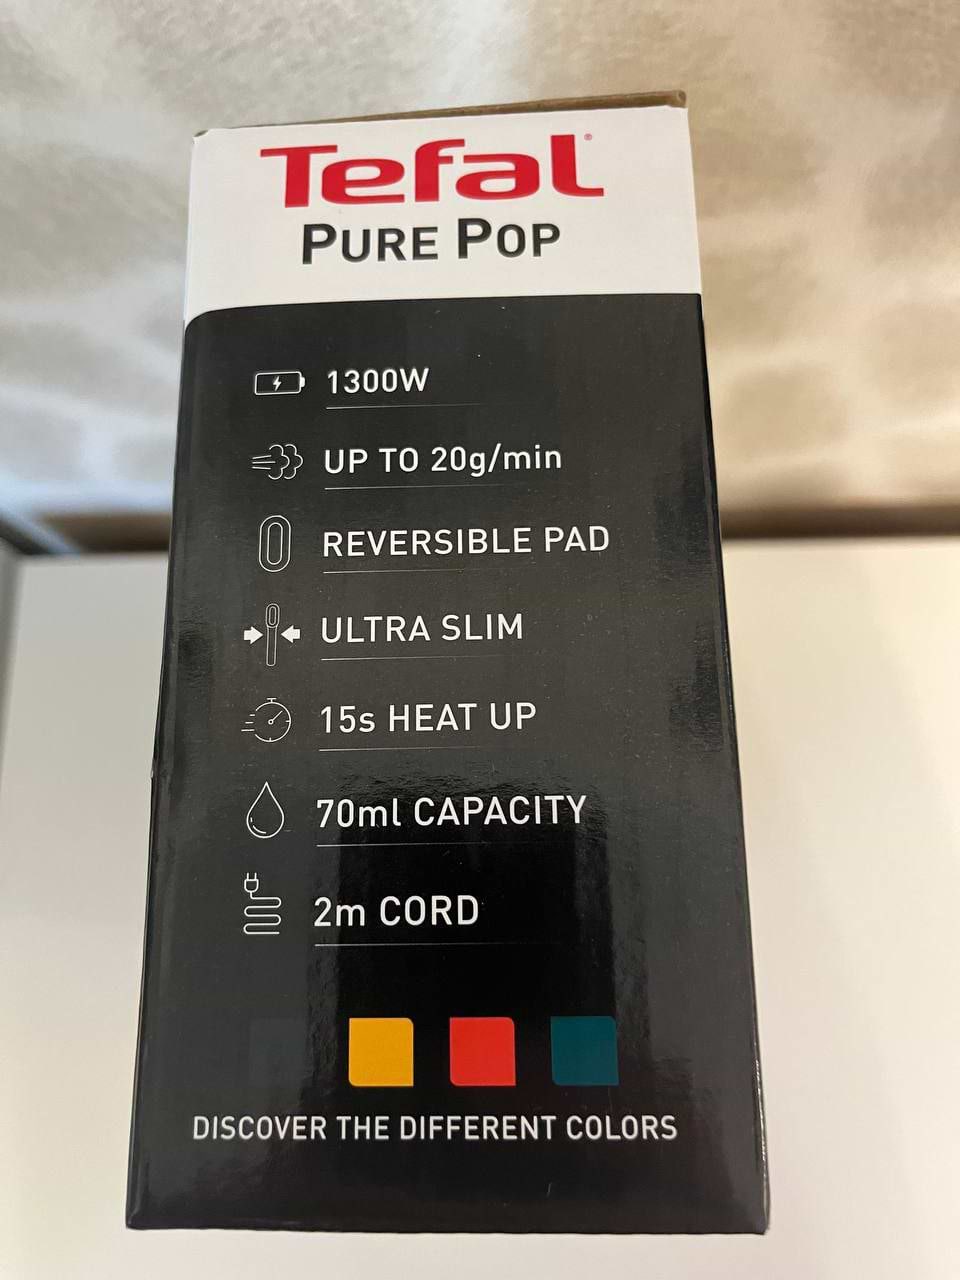 Tefal®
PURE POP
1300W
UP TO 20g/min
REVERSIBLE PAD
ULTRA SLIM
15s HEAT UP
70ml CAPACITY
2m CORD
DISCOVER THE DIFFERENT COLORS